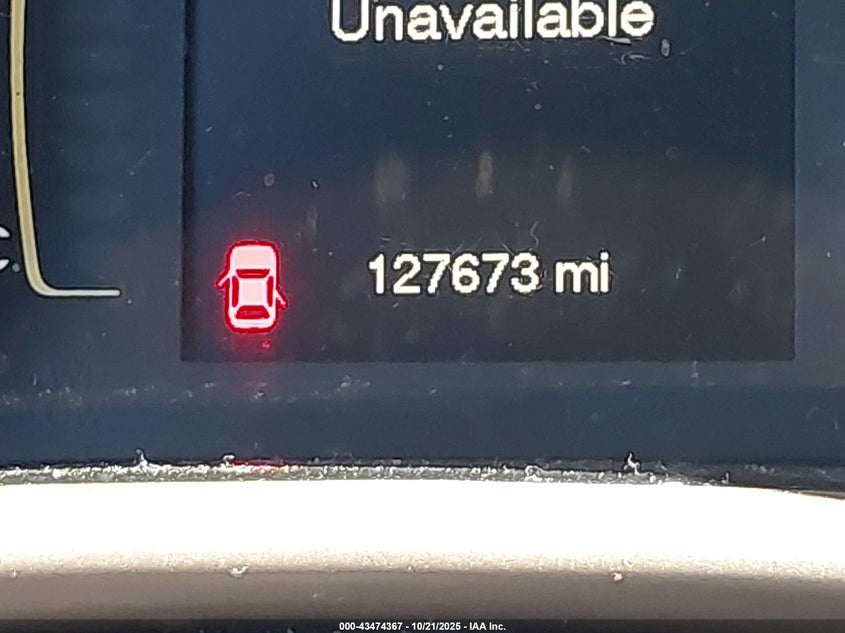 Unavailable
127673 mi
000-43474367 - 10/21/2025 - IAA Inc.